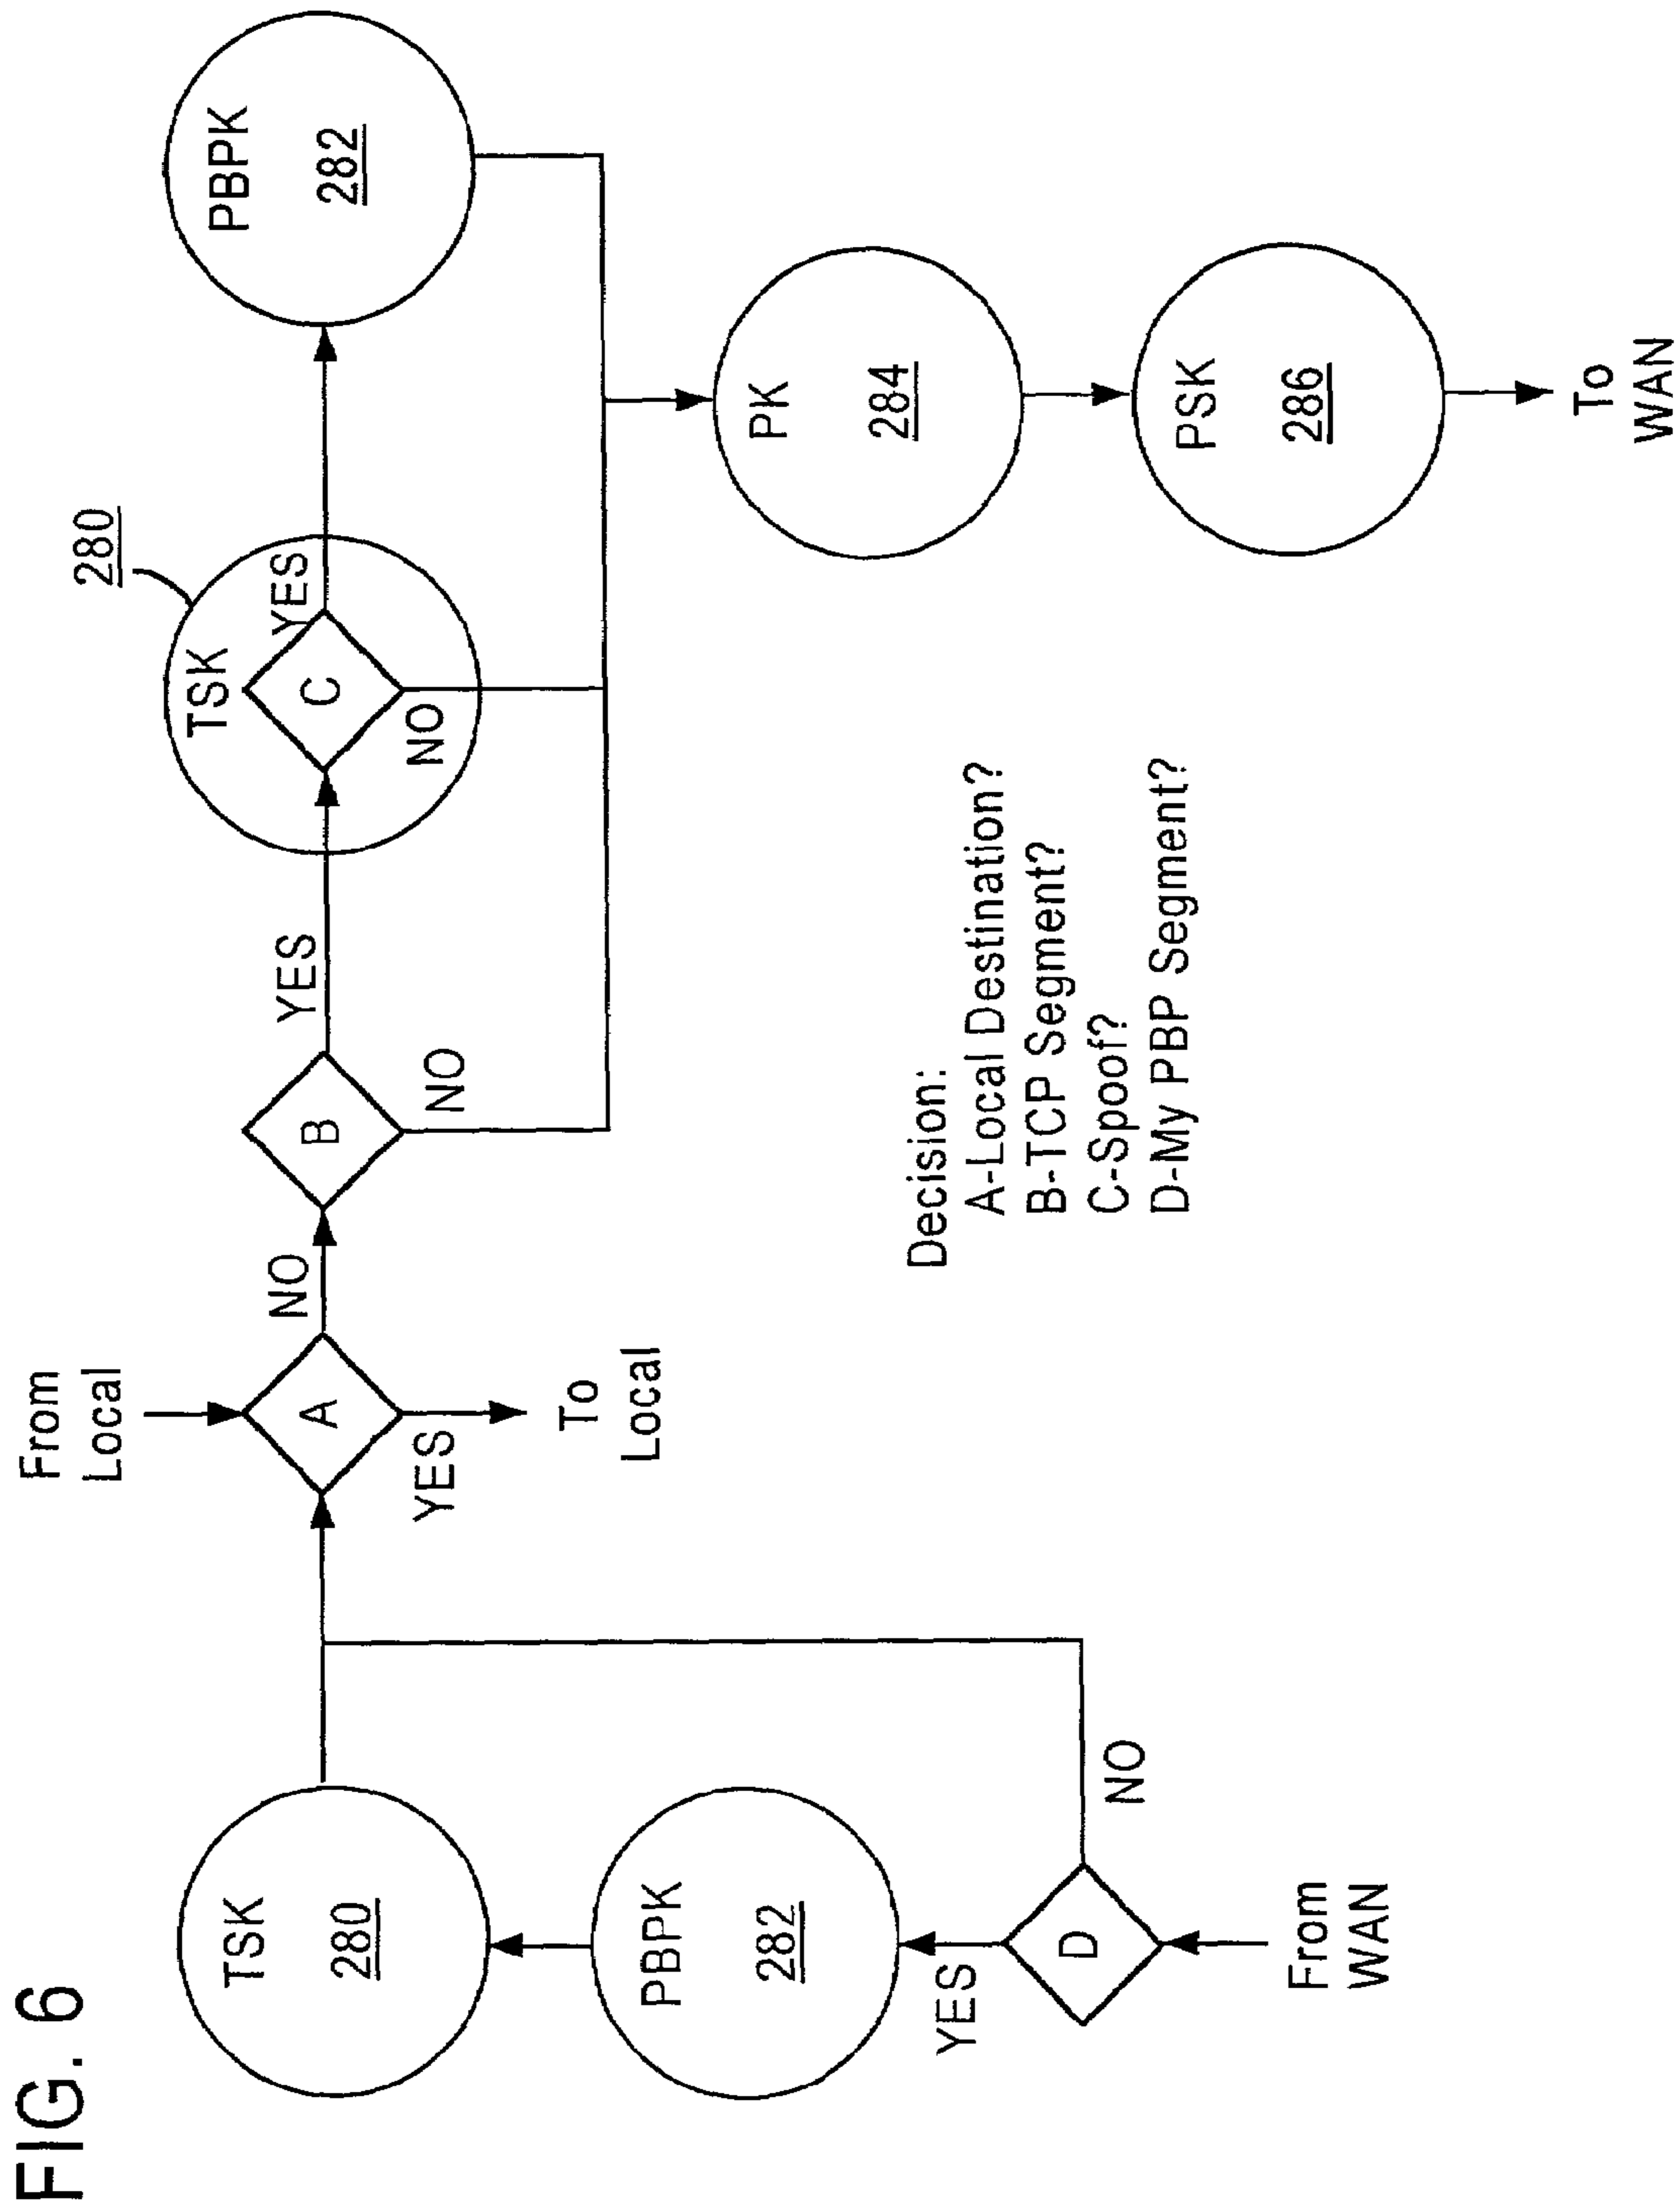 FIG. 6
From
Local
280
TSK
280
TSK
C
YES
NO
PBPK
282
A
NO
YES
B
YES
NO
To
Local
PBPK
282
PK
284
D
YES
NO
PSK
286
From
WAN
To
WAN
Decision:
A-Local Destination?
B-TCP Segment?
C-Spoof?
D-My PBP Segment?